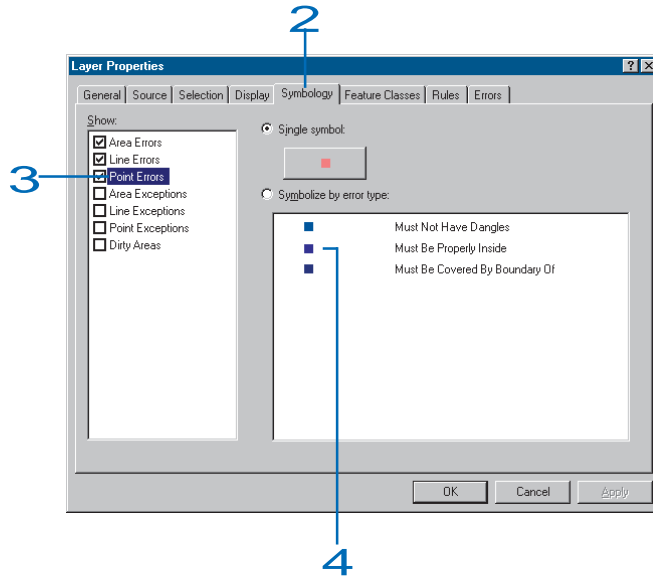 2
Layer Properties
General Source Selection Display Symbology Feature Classes Rules Errors
Show:
Area Errors
Line Errors
Point Errors
Area Exceptions
Line Exceptions
Point Exceptions
Dirty Areas
3
Single symbol:
Symbolize by error type:
Must Not Have Dangles
Must Be Properly Inside
Must Be Covered By Boundary Of
OK Cancel Apply
4